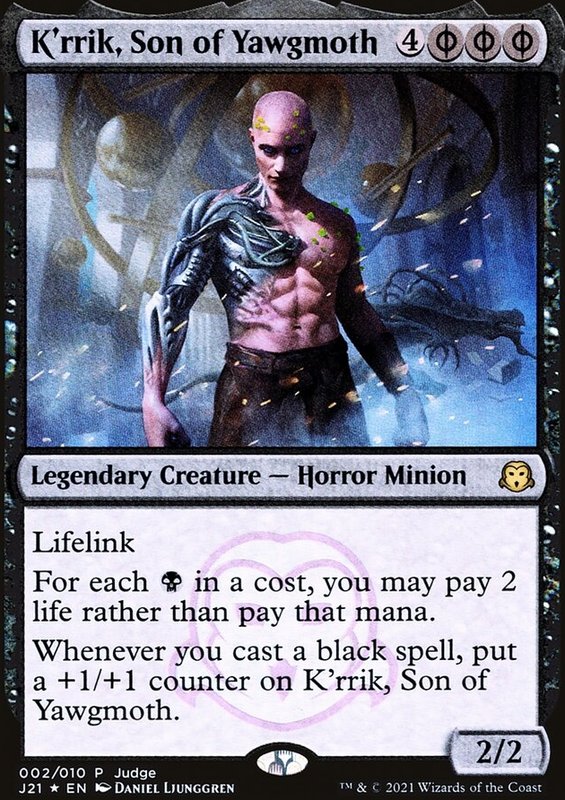 K'rrik, Son of Yawgmoth 4
Legendary Creature — Horror Minion
Lifelink
For each in a cost, you may pay 2
life rather than pay that mana.
Whenever you cast a black spell, put
a +1/+1 counter on K'rrik, Son of
Yawgmoth.
2/2
002/010 P Judge
J21 ★ EN Daniel Ljunggren
™ & © 2021 Wizards of the Coast